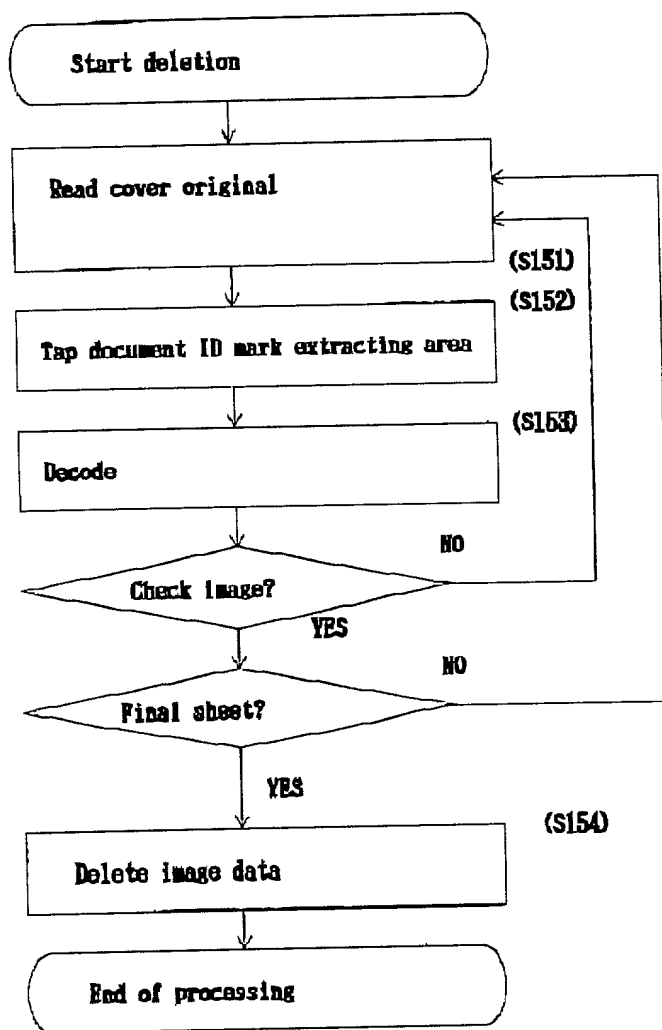 Start deletion
Read cover original
(S151)
(S152)
Tap document ID mark extracting area
(S153)
Decode
NO
Check image?
YES
NO
Final sheet?
YES
(S154)
Delete image data
End of processing